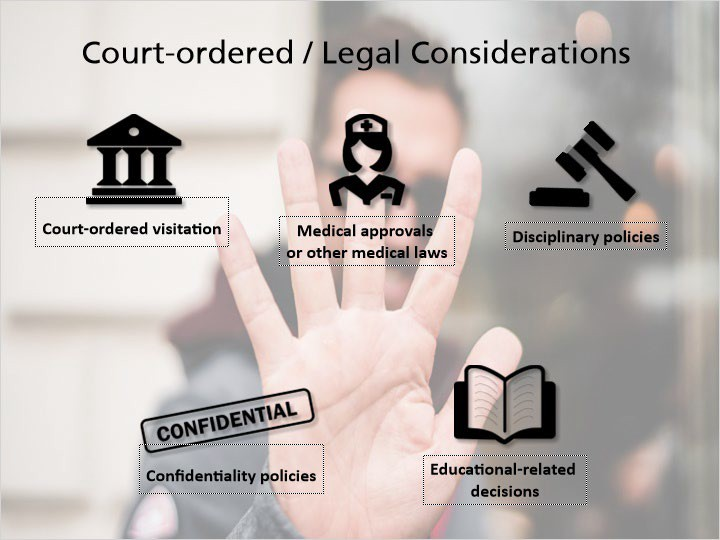 Court-ordered / Legal Considerations
Court-ordered visitation
Medical approvals
or other medical laws
Disciplinary policies
CONFIDENTIAL
Confidentiality policies
Educational-related
decisions